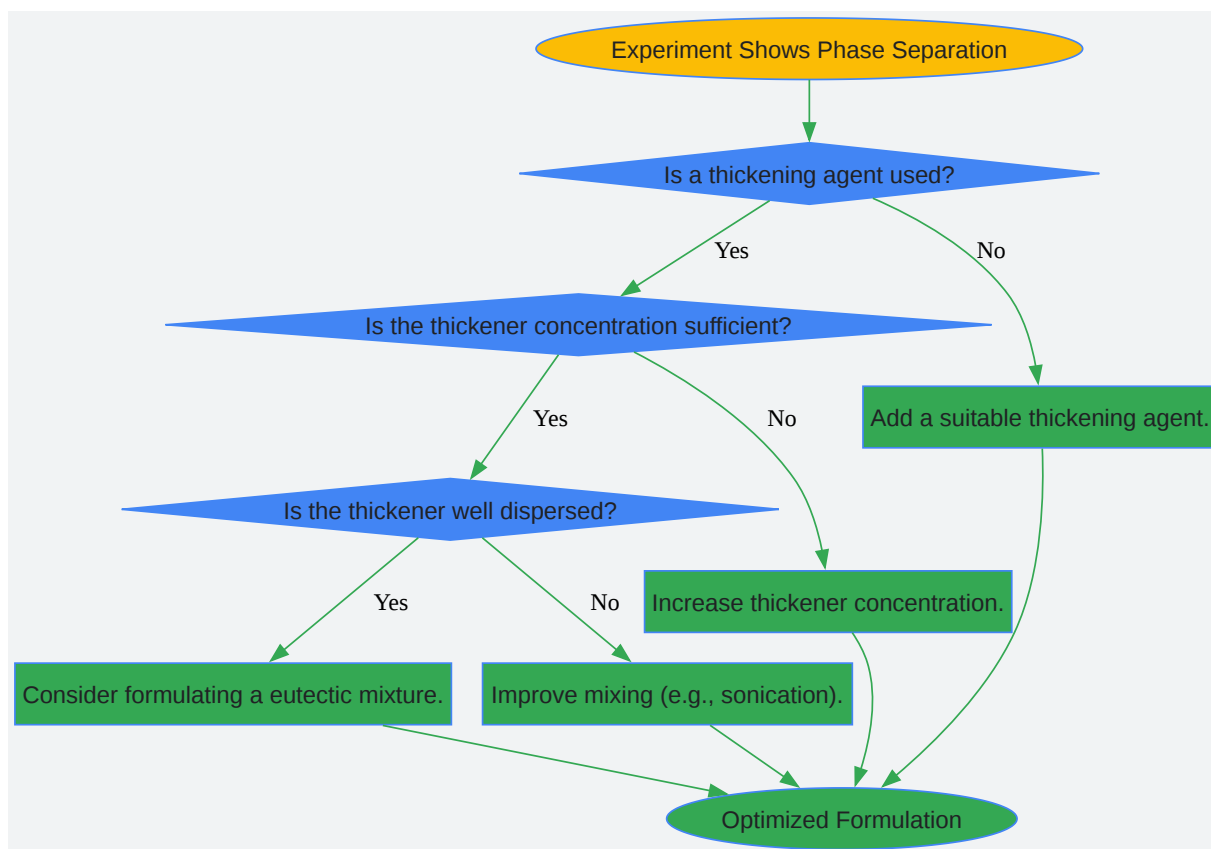 Experiment Shows Phase Separation
Is a thickening agent used?
Yes
No
Is the thickener concentration sufficient?
Yes
No
Add a suitable thickening agent.
Is the thickener well dispersed?
Yes
No
Increase thickener concentration.
Consider formulating a eutectic mixture.
Improve mixing (e.g., sonication).
Optimized Formulation